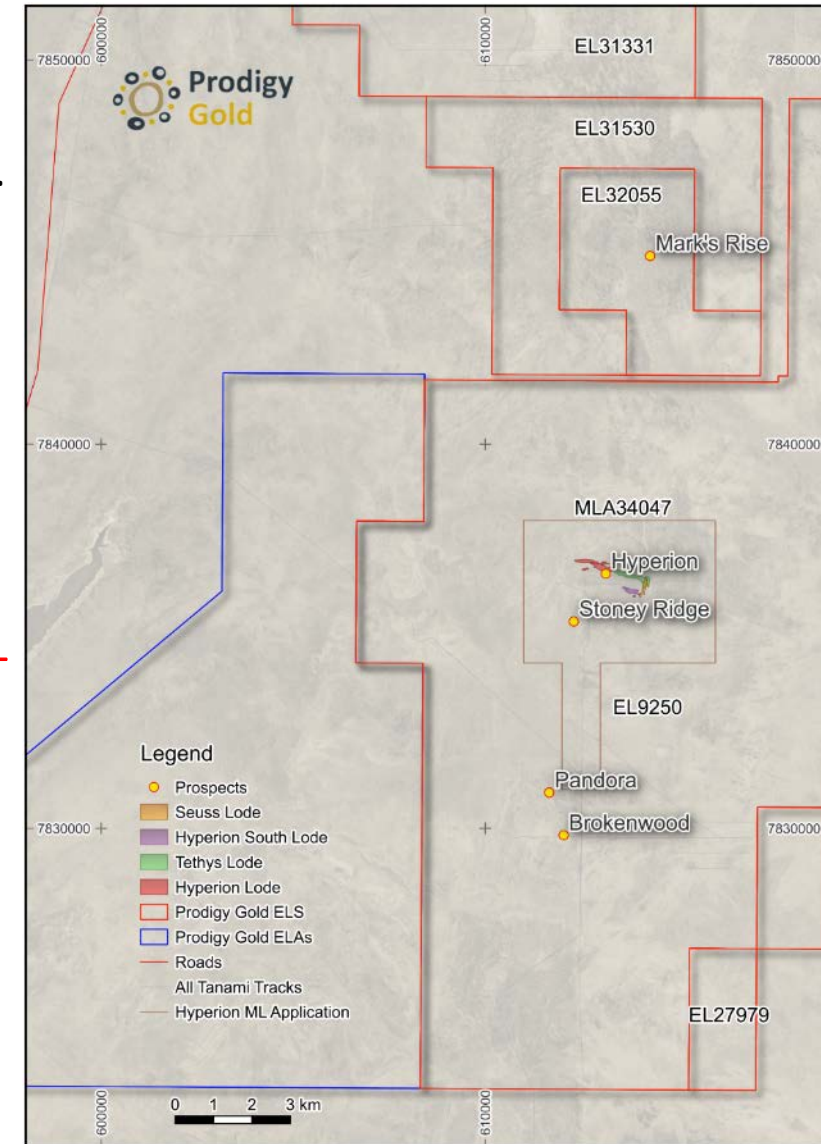 600000
610000
7850000
7850000
EL31331
Prodigy
Gold
EL31530
EL32055
Mark's Rise
7840000
7840000
MLA34047
Hyperion
Stoney Ridge
EL9250
Legend
Prospects
Seuss Lode
Hyperion South Lode
Tethys Lode
Hyperion Lode
Prodigy Gold ELS
Prodigy Gold ELAs
Roads
All Tanami Tracks
Hyperion ML Application
Pandora
Brokenwood
7830000
7830000
EL27979
0 1 2 3 km
600000
610000